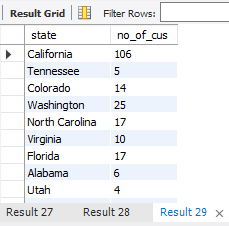 Result Grid Filter Rows:
state no_of_cus
California 106
Tennessee 5
Colorado 14
Washington 25
North Carolina 17
Virginia 10
Florida 17
Alabama 6
Utah 4
Result 27 Result 28 Result 29 ×